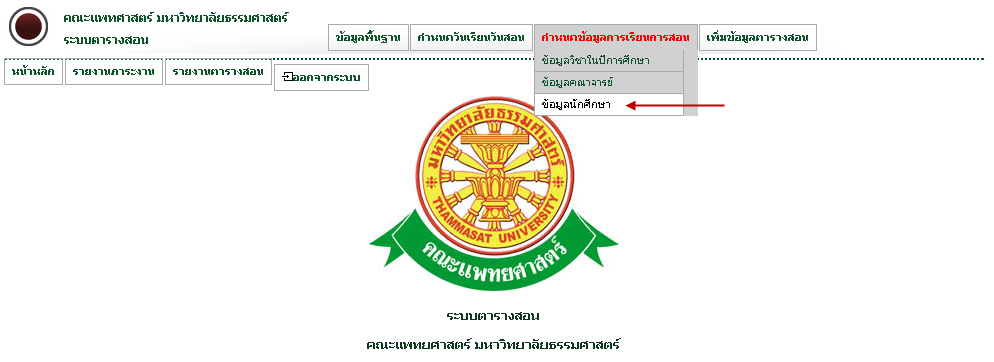 คณะแพทศาสตร์ มหาวิทยาลัยธรรมศาสตร์
ระบบตารางสอน
ข้อมูลพื้นฐาน กำหนดวันเรียนวันสอน กำหนดข้อมูลการเรียนการสอน เพิ่มข้อมูลตารางสอน
ข้อมูลวิชาในปีการศึกษา
ข้อมูลคณาจารย์
ข้อมูลนักศึกษา
หน้าหลัก รายงานภาระงาน รายงานตารางสอน ออกจากระบบ
มหาวิทยาลัยธรรมศาสตร์
THAMMASAT UNIVERSITY
คณะแพทยศาสตร์
ระบบตารางสอน
คณะแพทยศาสตร์ มหาวิทยาลัยธรรมศาสตร์